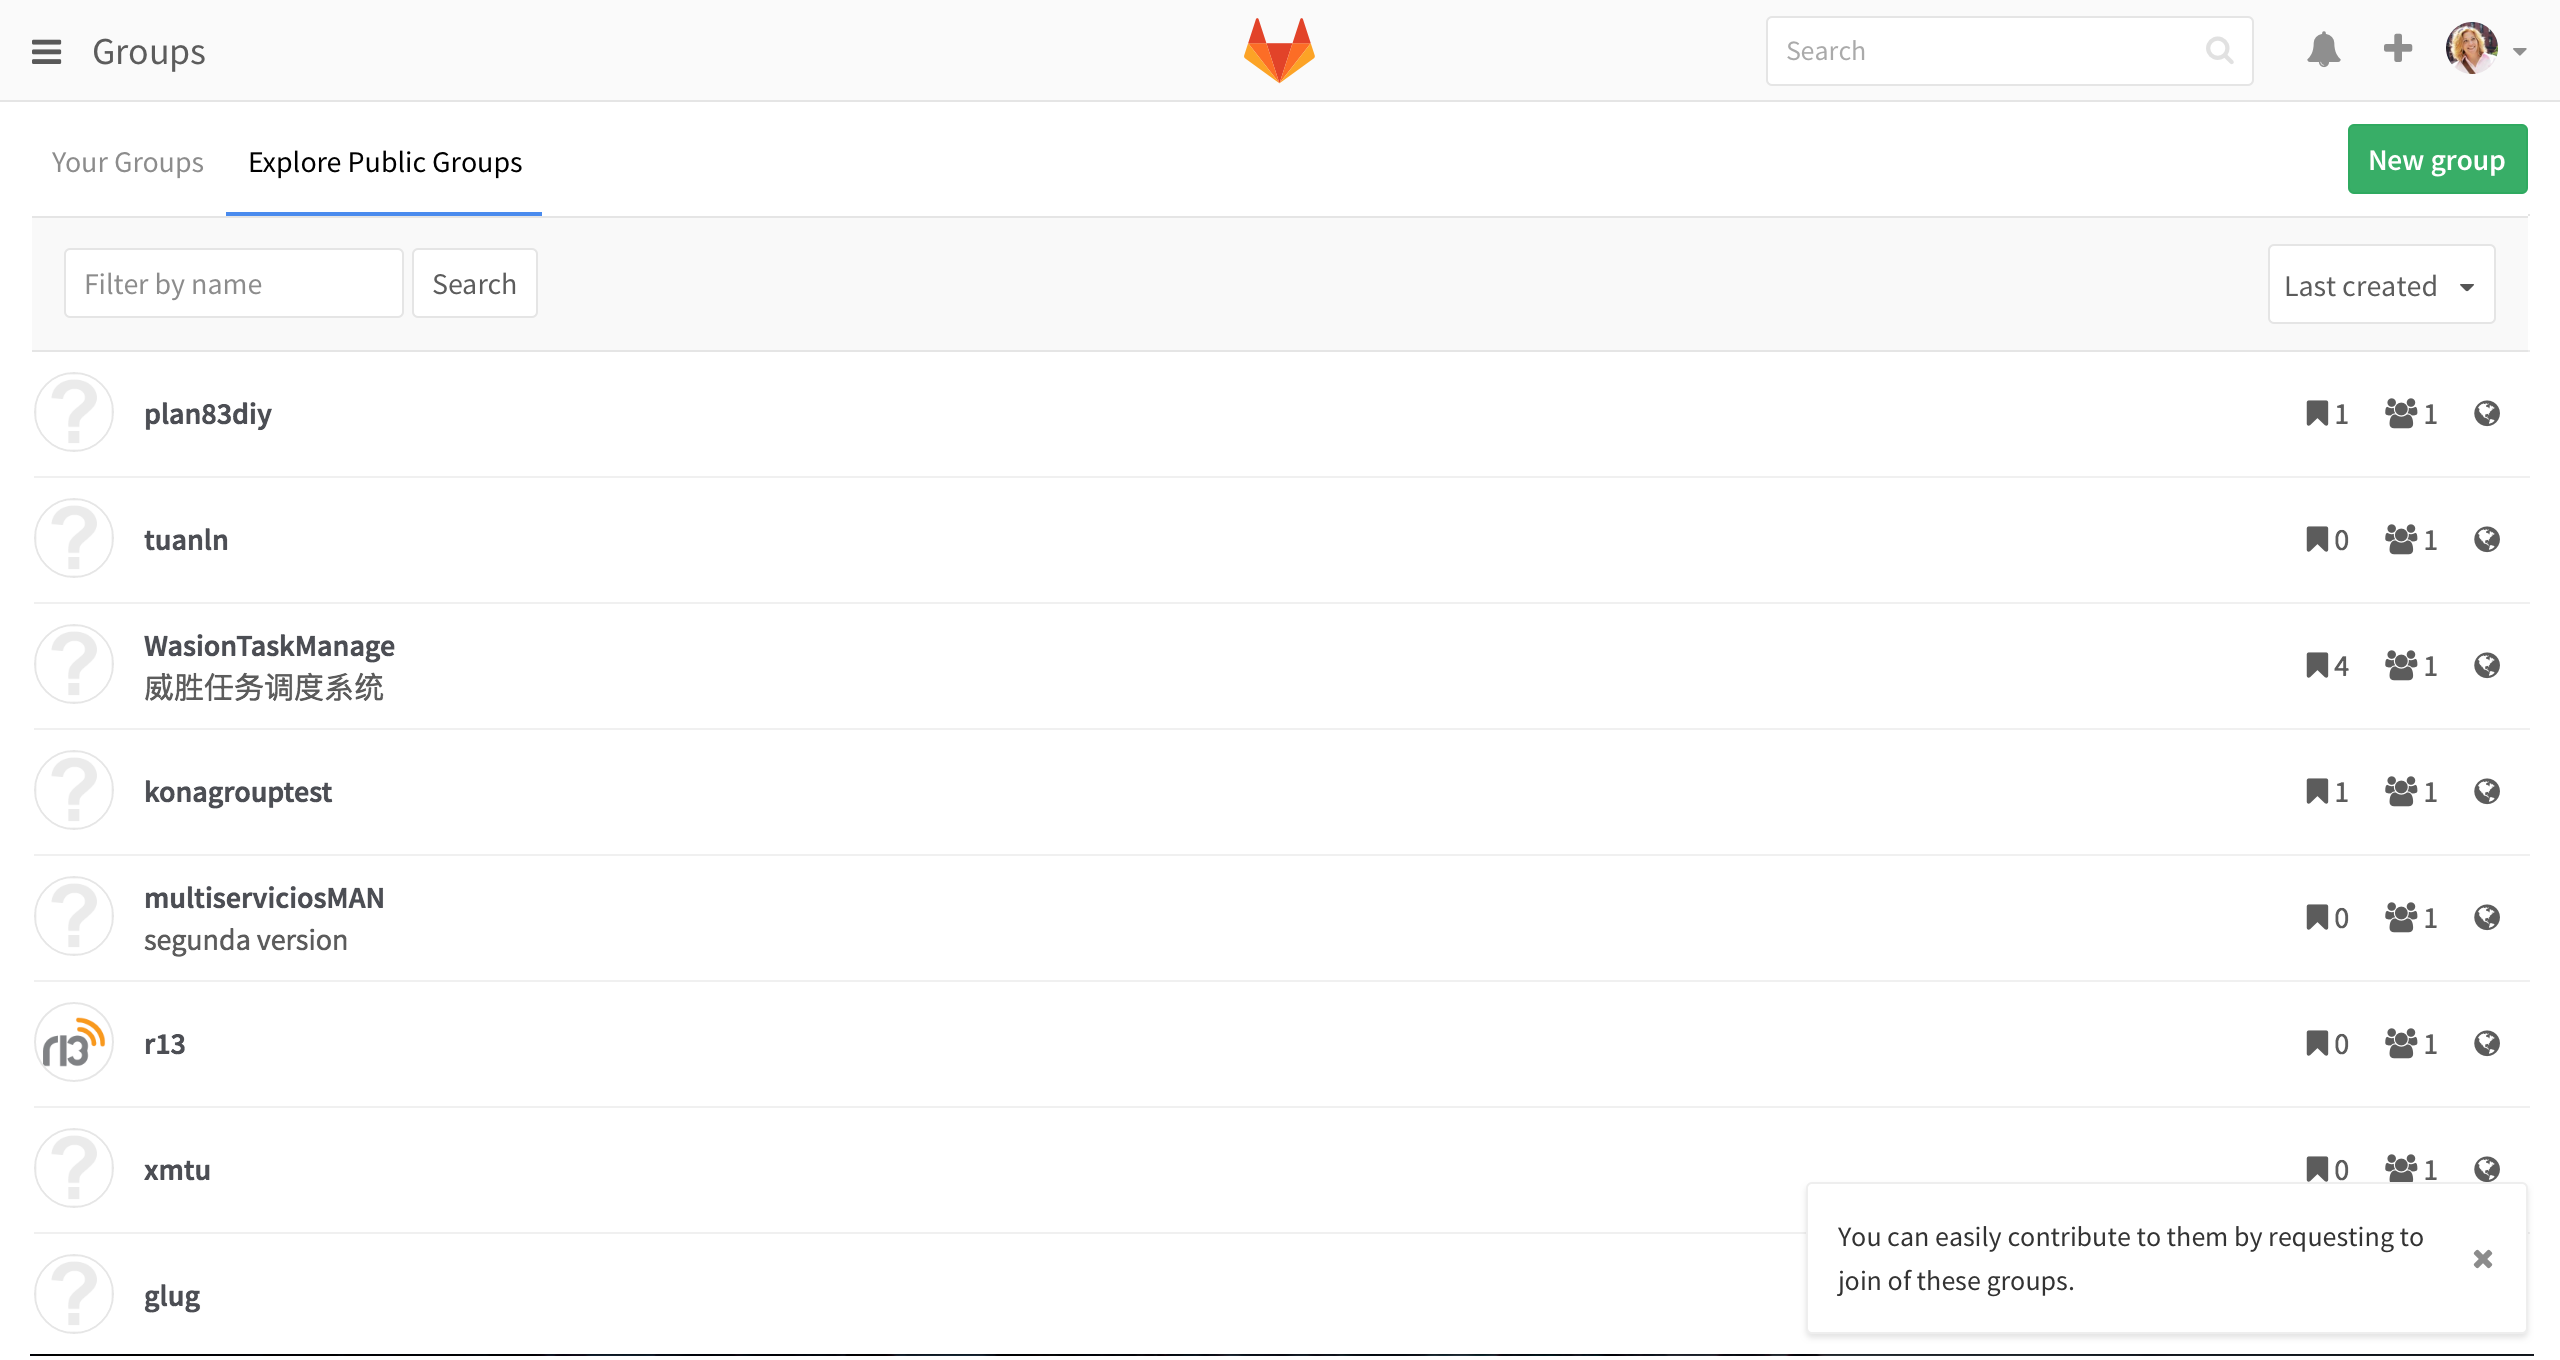 Groups
Search
Your Groups
Explore Public Groups
New group
Filter by name
Search
Last created
plan83diy
1
1
tuanln
0
1
WasionTaskManage
威胜任务调度系统
4
1
konagrouptest
1
1
multiserviciosMAN
segunda version
0
1
r13
r13
0
1
xmtu
0
1
glug
You can easily contribute to them by requesting to
join of these groups.